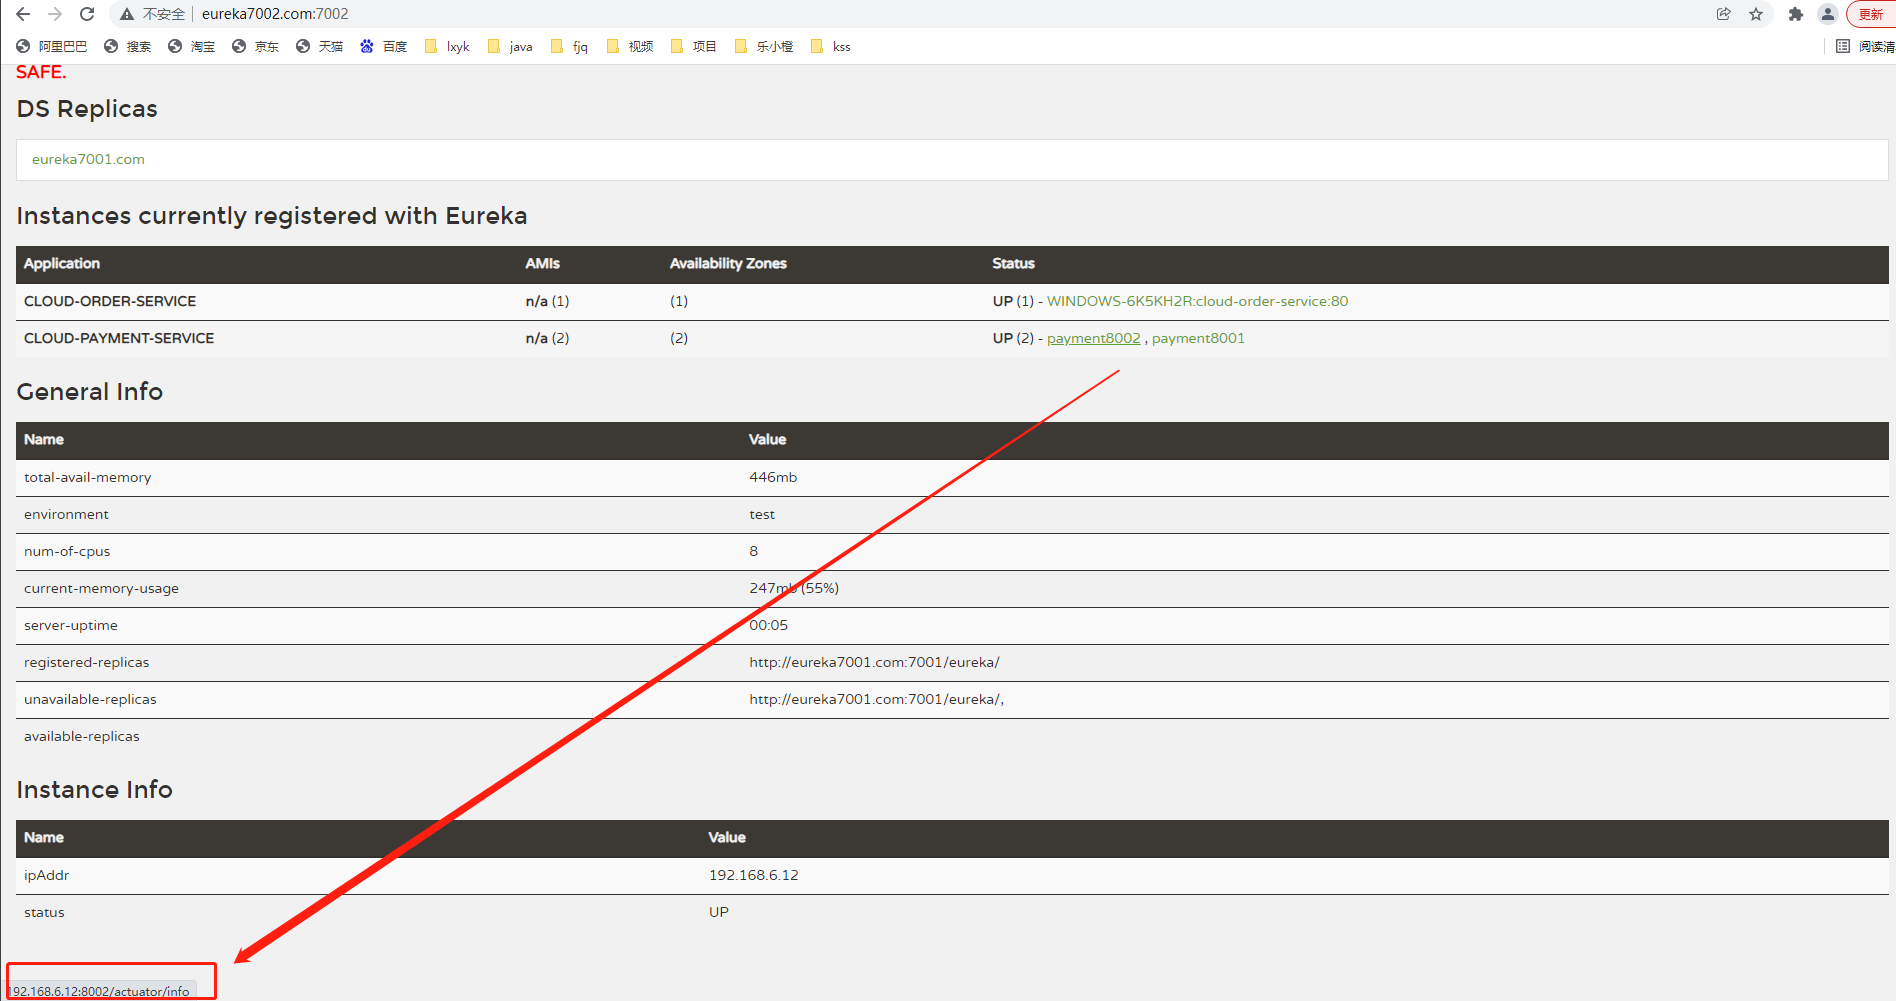 不安全 eureka7002.com:7002 更新
阿里巴巴 搜索 淘宝 京东 天猫 百度 lxyk java fjq 视频 项目 乐小橙 kss 阅读清
SAFE.
DS Replicas
eureka7001.com
Instances currently registered with Eureka
Application AMIs Availability Zones Status
CLOUD-ORDER-SERVICE n/a (1) (1) UP (1) - WINDOWS-6K5KH2R:cloud-order-service:80
CLOUD-PAYMENT-SERVICE n/a (2) (2) UP (2) - payment8002 , payment8001
General Info
Name Value
total-avail-memory 446mb
environment test
num-of-cpus 8
current-memory-usage 247mb (55%)
server-uptime 00:05
registered-replicas http://eureka7001.com:7001/eureka/
unavailable-replicas http://eureka7001.com:7001/eureka/,
available-replicas
Instance Info
Name Value
ipAddr 192.168.6.12
status UP
192.168.6.12:8002/actuator/info